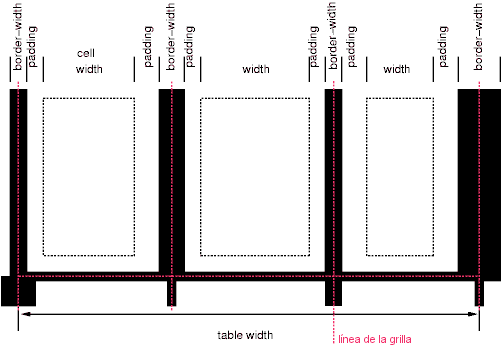 border-width
padding
cell
width
padding
border-width
padding
width
padding
border-width
padding
width
padding
border-width
table width
línea de la grilla